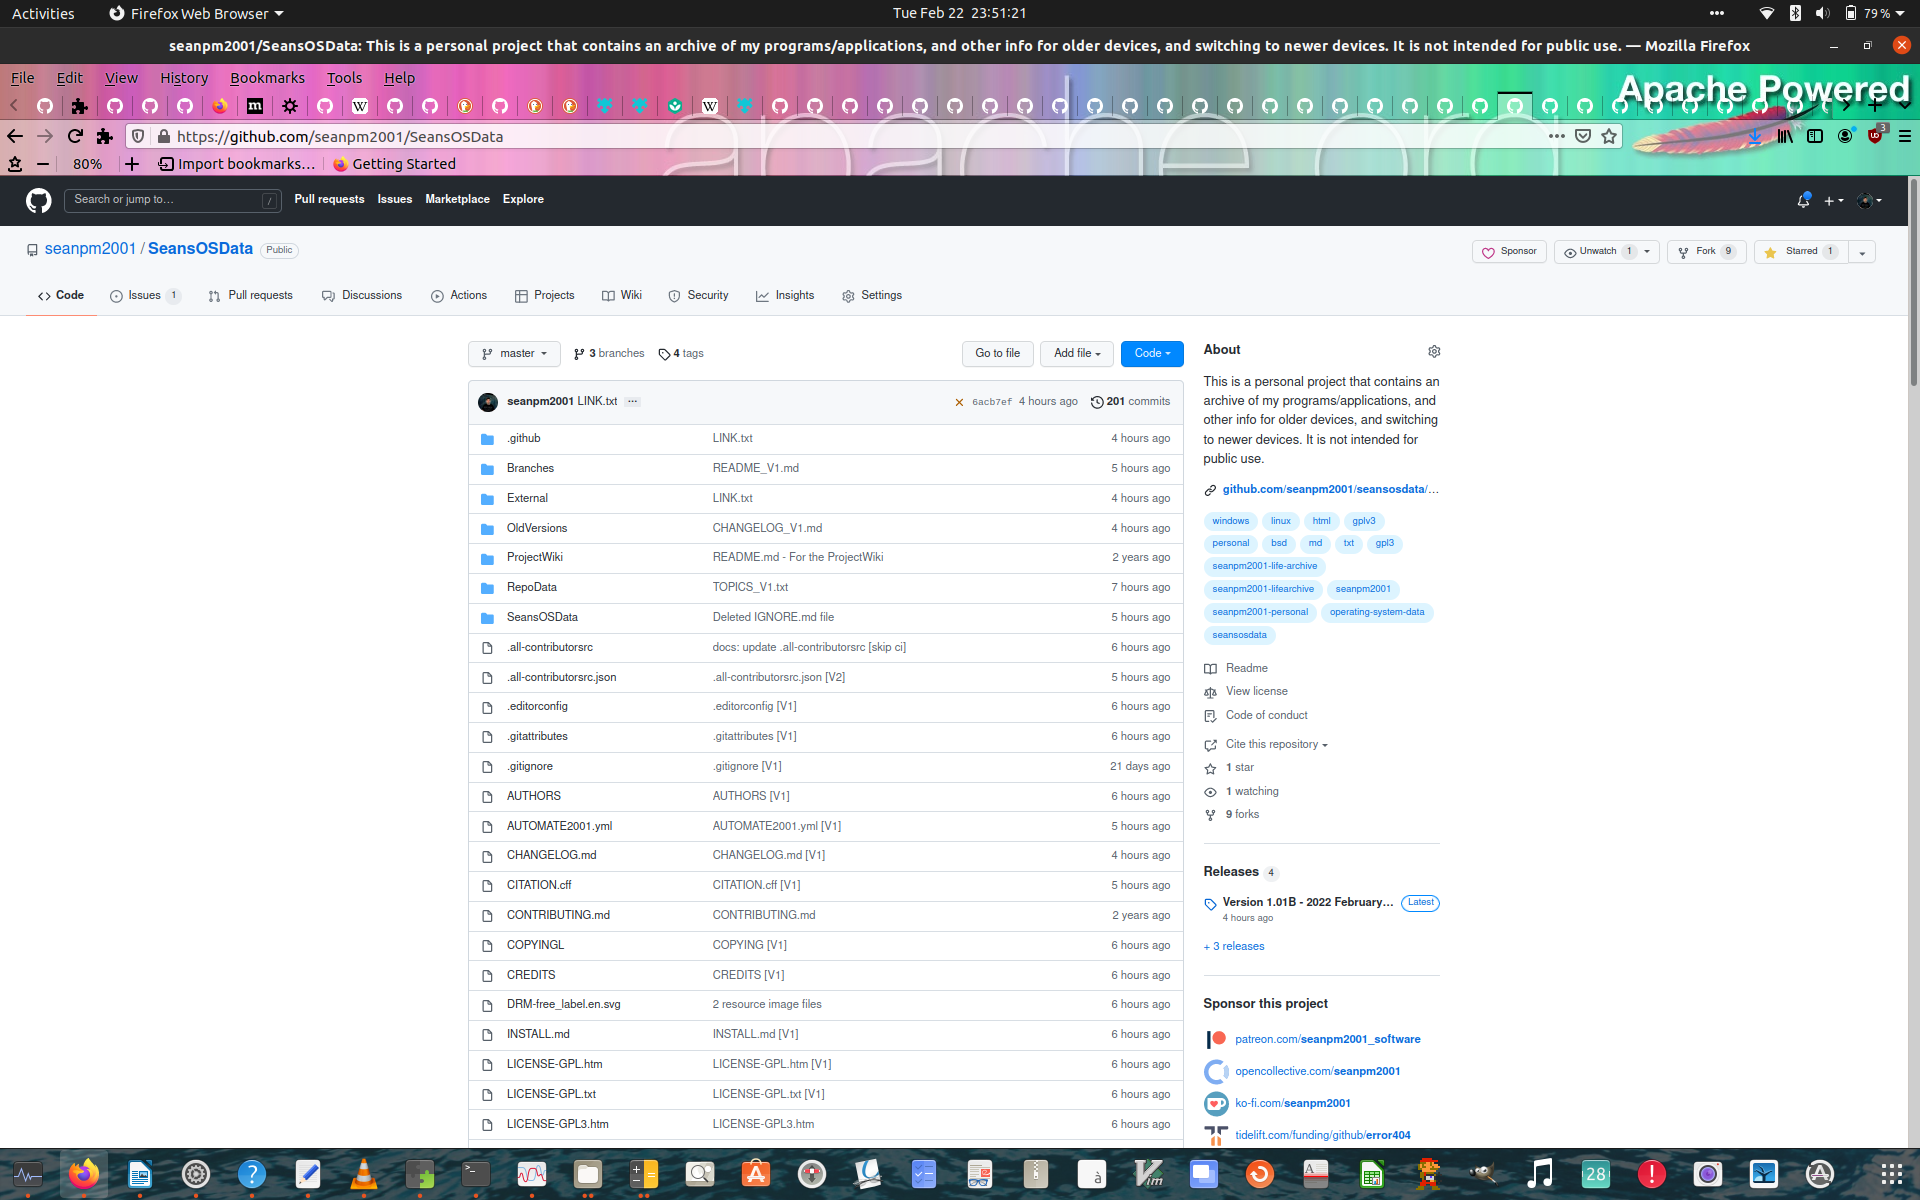 Activities Firefox Web Browser Tue Feb 22 23:51:21 79 %
seanpm2001/SeansOSData: This is a personal project that contains an archive of my programs/applications, and other info for older devices, and switching to newer devices. It is not intended for public use. — Mozilla Firefox
File Edit View History Bookmarks Tools Help
Apache Powered
https://github.com/seanpm2001/SeansOSData 3
80% Import bookmarks... Getting Started
Search or jump to... / Pull requests Issues Marketplace Explore
seanpm2001 / SeansOSData Public Sponsor Unwatch 1 Fork 9 Starred 1
Code Issues 1 Pull requests Discussions Actions Projects Wiki Security Insights Settings
master 3 branches 4 tags Go to file Add file Code
seanpm2001 LINK.txt ... 6acb7ef 4 hours ago 201 commits
.github LINK.txt 4 hours ago
Branches README_V1.md 5 hours ago
External LINK.txt 4 hours ago
OldVersions CHANGELOG_V1.md 4 hours ago
ProjectWiki README.md - For the ProjectWiki 2 years ago
RepoData TOPICS_V1.txt 7 hours ago
SeansOSData Deleted IGNORE.md file 5 hours ago
.all-contributorsrc docs: update .all-contributorsrc [skip ci] 6 hours ago
.all-contributorsrc.json .all-contributorsrc.json [V2] 5 hours ago
.editorconfig .editorconfig [V1] 6 hours ago
.gitattributes .gitattributes [V1] 6 hours ago
.gitignore .gitignore [V1] 21 days ago
AUTHORS AUTHORS [V1] 6 hours ago
AUTOMATE2001.yml AUTOMATE2001.yml [V1] 5 hours ago
CHANGELOG.md CHANGELOG.md [V1] 4 hours ago
CITATION.cff CITATION.cff [V1] 5 hours ago
CONTRIBUTING.md CONTRIBUTING.md 2 years ago
COPYINGL COPYING [V1] 6 hours ago
CREDITS CREDITS [V1] 6 hours ago
DRM-free_label.en.svg 2 resource image files 6 hours ago
INSTALL.md INSTALL.md [V1] 6 hours ago
LICENSE-GPL.htm LICENSE-GPL.htm [V1] 6 hours ago
LICENSE-GPL.txt LICENSE-GPL.txt [V1] 6 hours ago
LICENSE-GPL3.htm LICENSE-GPL3.htm 6 hours ago
About
This is a personal project that contains an
archive of my programs/applications, and
other info for older devices, and switching
to newer devices. It is not intended for
public use.
github.com/seanpm2001/seansosdata/...
windows linux html gplv3
personal bsd md txt gpl3
seanpm2001-life-archive
seanpm2001-lifearchive seanpm2001
seanpm2001-personal operating-system-data
seansosdata
Readme
View license
Code of conduct
Cite this repository
1 star
1 watching
9 forks
Releases 4
Version 1.01B - 2022 February... Latest
4 hours ago
+ 3 releases
Sponsor this project
patreon.com/seanpm2001_software
opencollective.com/seanpm2001
ko-fi.com/seanpm2001
tidelift.com/funding/github/error404
28